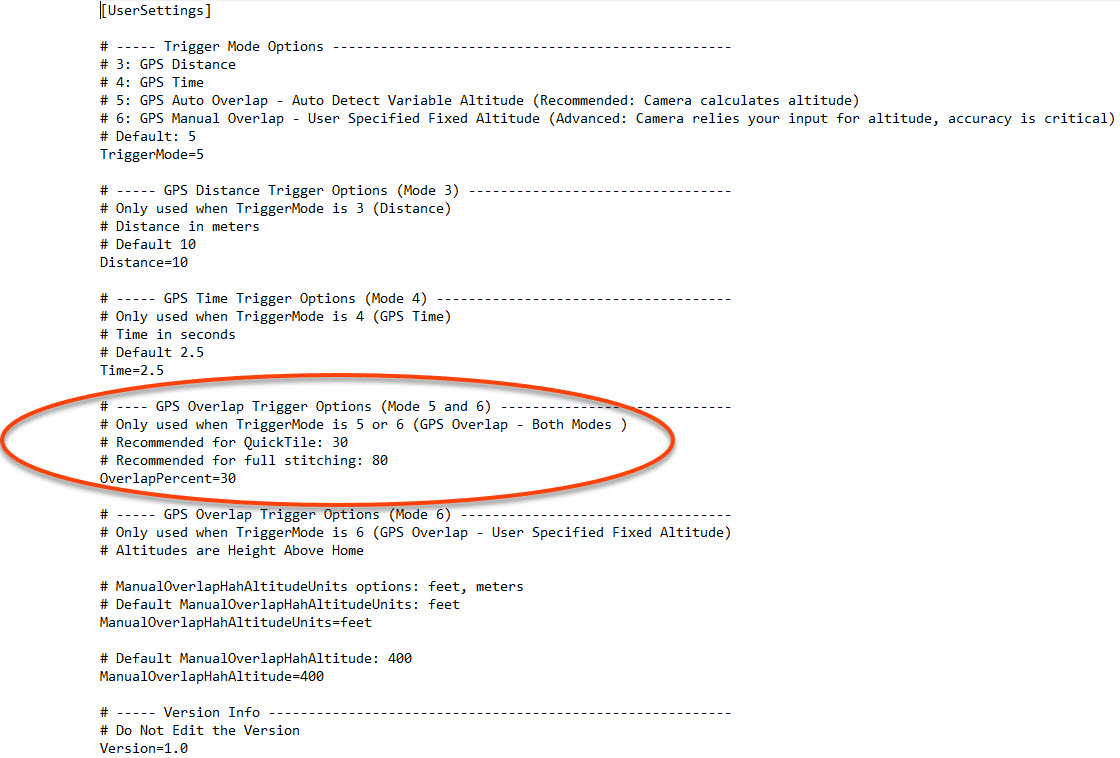 [UserSettings]
# ----- Trigger Mode Options --------------------------------------------------
# 3: GPS Distance
# 4: GPS Time
# 5: GPS Auto Overlap - Auto Detect Variable Altitude (Recommended: Camera calculates altitude)
# 6: GPS Manual Overlap - User Specified Fixed Altitude (Advanced: Camera relies your input for altitude, accuracy is critical)
# Default: 5
TriggerMode=5
# ----- GPS Distance Trigger Options (Mode 3) ---------------------------------
# Only used when TriggerMode is 3 (Distance)
# Distance in meters
# Default 10
Distance=10
# ----- GPS Time Trigger Options (Mode 4) -------------------------------------
# Only used when TriggerMode is 4 (GPS Time)
# Time in seconds
# Default 2.5
Time=2.5
# ---- GPS Overlap Trigger Options (Mode 5 and 6) -----------------------------
# Only used when TriggerMode is 5 or 6 (GPS Overlap - Both Modes )
# Recommended for QuickTile: 30
# Recommended for full stitching: 80
OverlapPercent=30
# ----- GPS Overlap Trigger Options (Mode 6) ----------------------------------
# Only used when TriggerMode is 6 (GPS Overlap - User Specified Fixed Altitude)
# Altitudes are Height Above Home
# ManualOverlapHahAltitudeUnits options: feet, meters
# Default ManualOverlapHahAltitudeUnits: feet
ManualOverlapHahAltitudeUnits=feet
# Default ManualOverlapHahAltitude: 400
ManualOverlapHahAltitude=400
# ----- Version Info ----------------------------------------------------------
# Do Not Edit the Version
Version=1.0